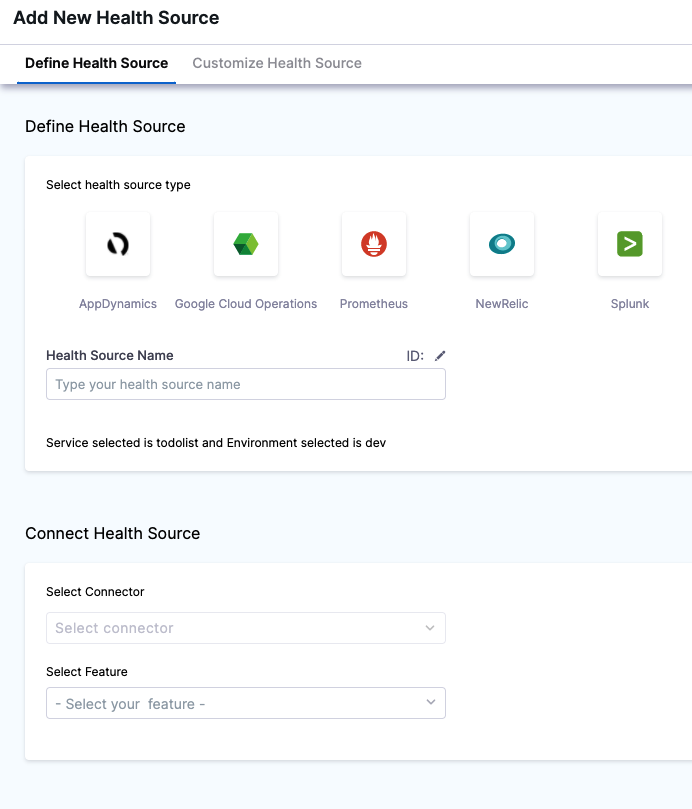 Add New Health Source
Define Health Source Customize Health Source
Define Health Source
Select health source type
AppDynamics Google Cloud Operations Prometheus NewRelic Splunk
Health Source Name ID:
Type your health source name
Service selected is todolist and Environment selected is dev
Connect Health Source
Select Connector
Select connector
Select Feature
- Select your feature -